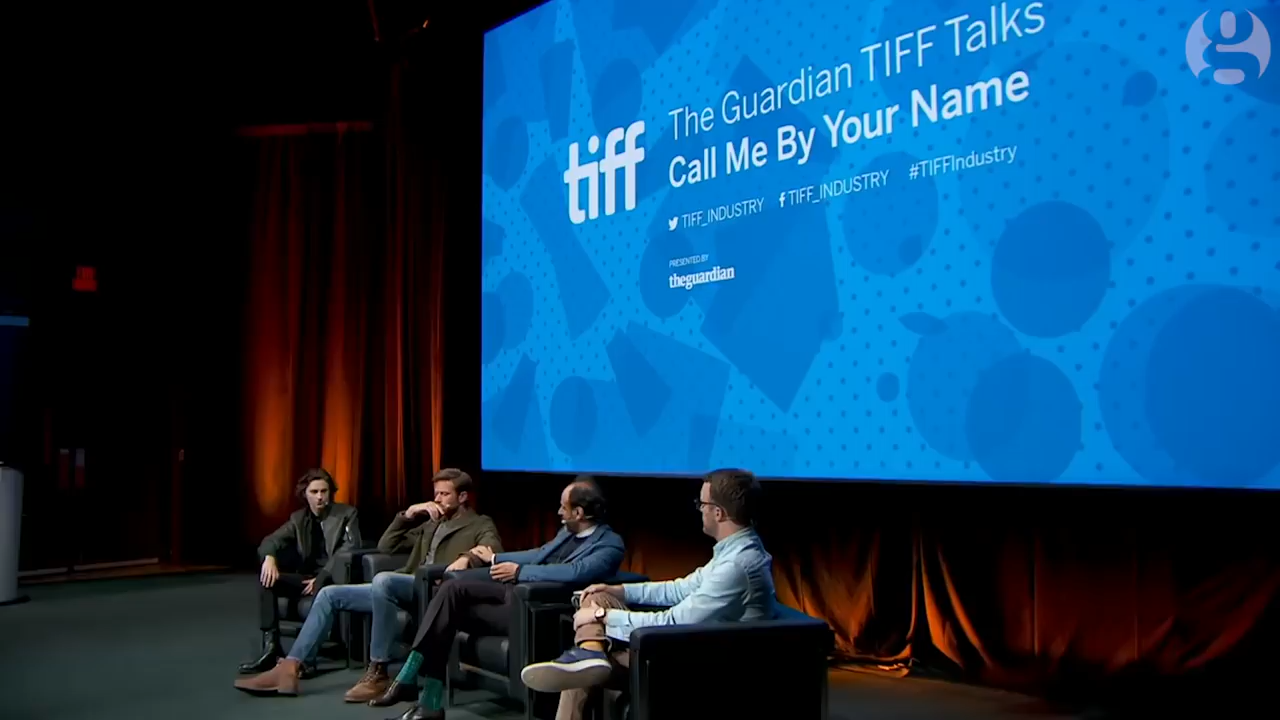 tiff
The Guardian TIFF Talks
Call Me By Your Name
TIFF_INDUSTRY TIFF_INDUSTRY #TIFFIndustry
PRESENTED BY
theguardian
g